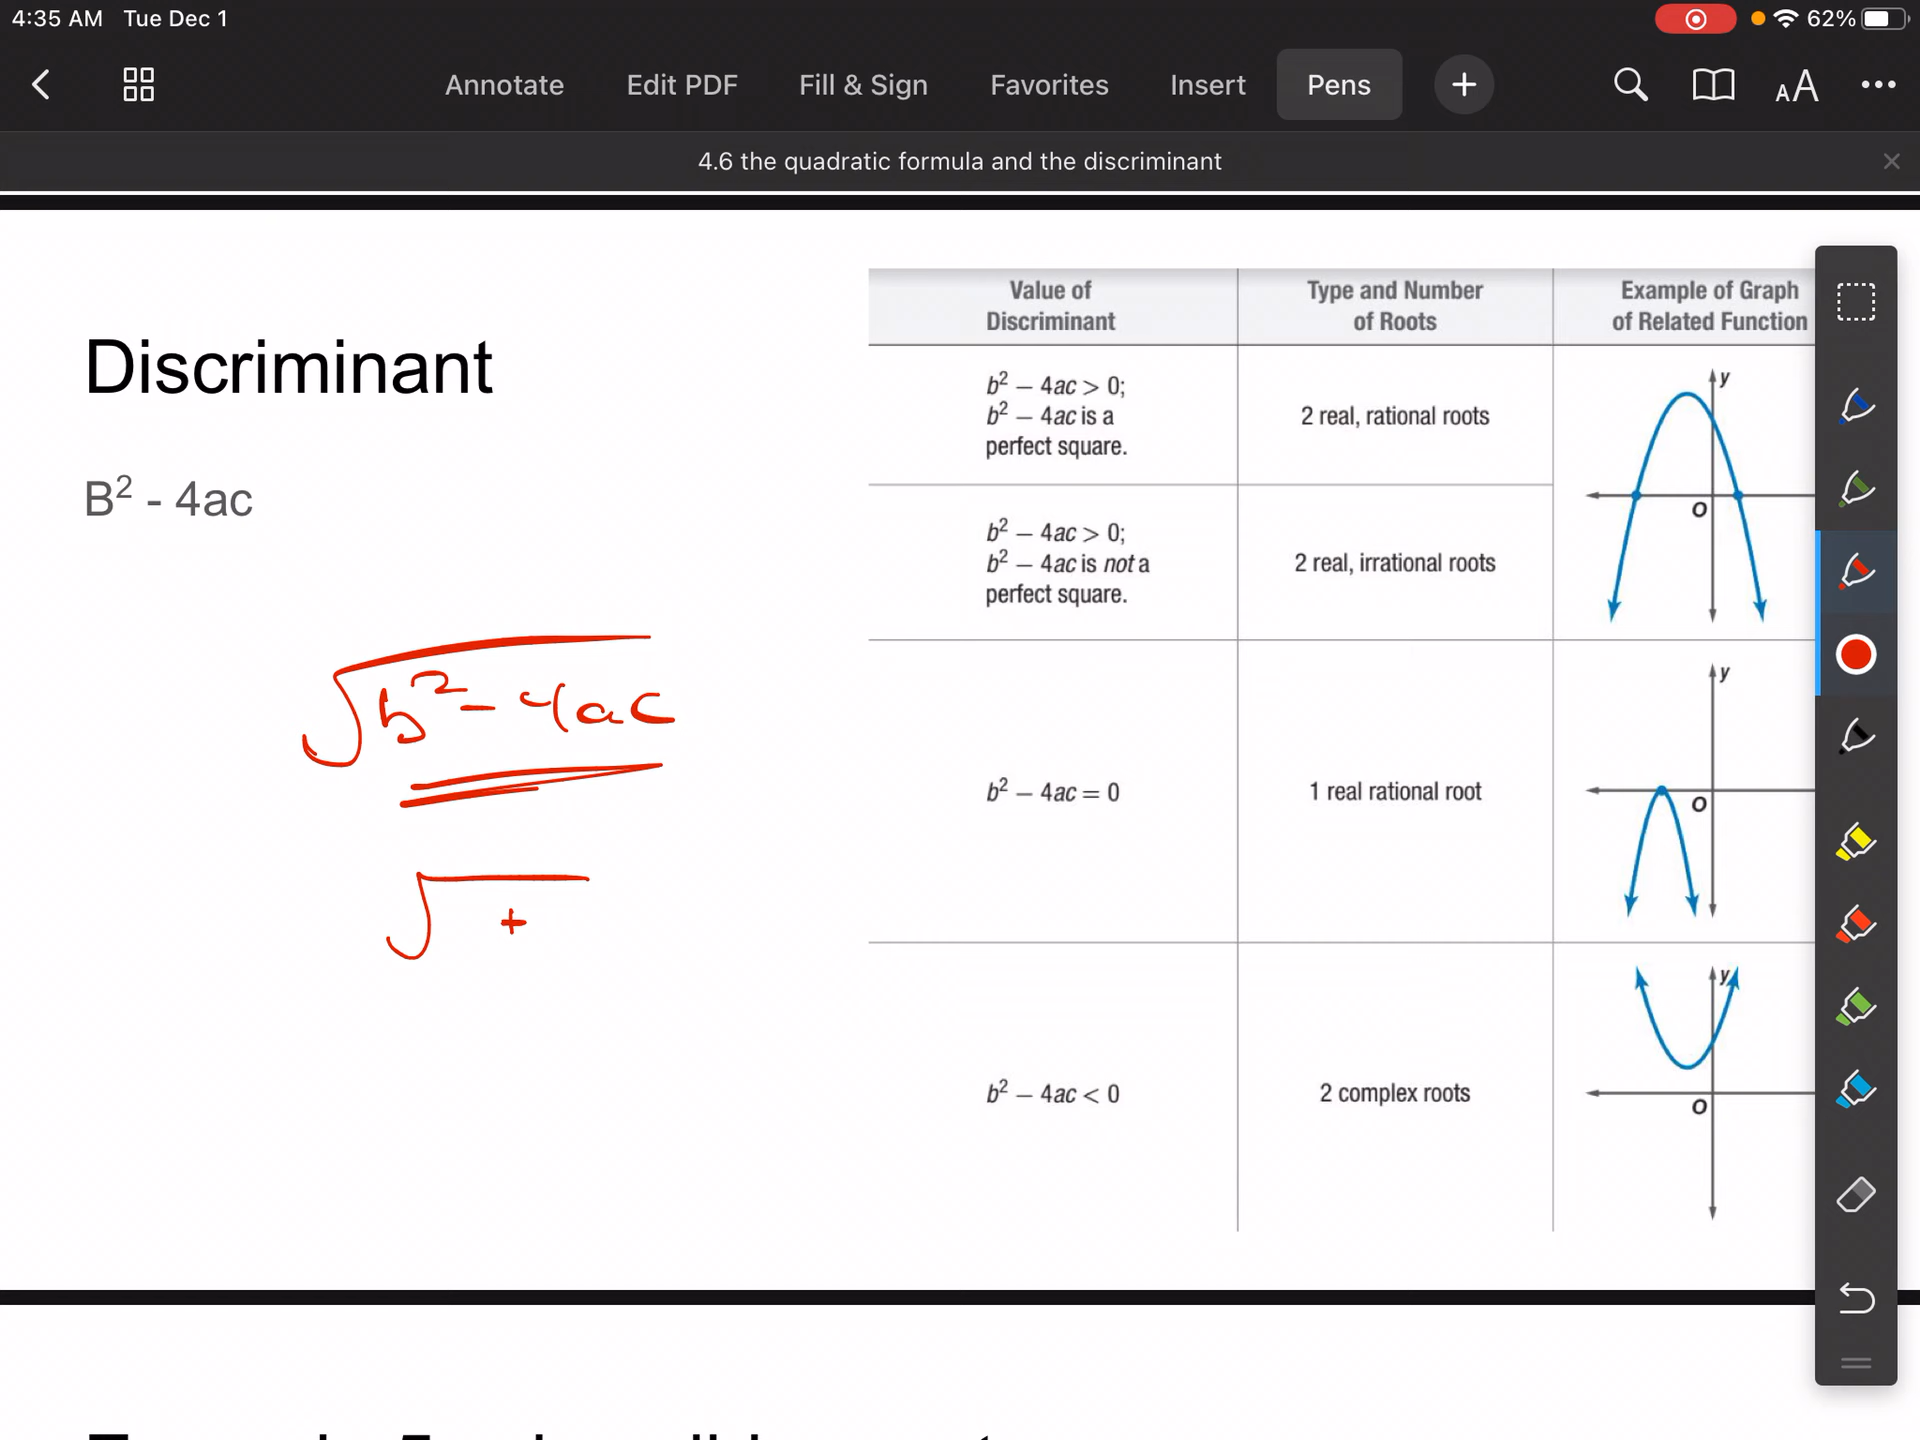 4:35 AM Tue Dec 1
62%
Annotate Edit PDF Fill & Sign Favorites Insert Pens
AA
4.6 the quadratic formula and the discriminant
Discriminant
B² - 4ac
√b² - 4ac
√ +
Value of
Discriminant
Type and Number
of Roots
Example of Graph
of Related Function
b² – 4ac > 0;
b² – 4ac is a
perfect square.
2 real, rational roots
y
O
b² – 4ac > 0;
b² – 4ac is not a
perfect square.
2 real, irrational roots
b² – 4ac = 0
1 real rational root
y
O
b² – 4ac < 0
2 complex roots
y
O